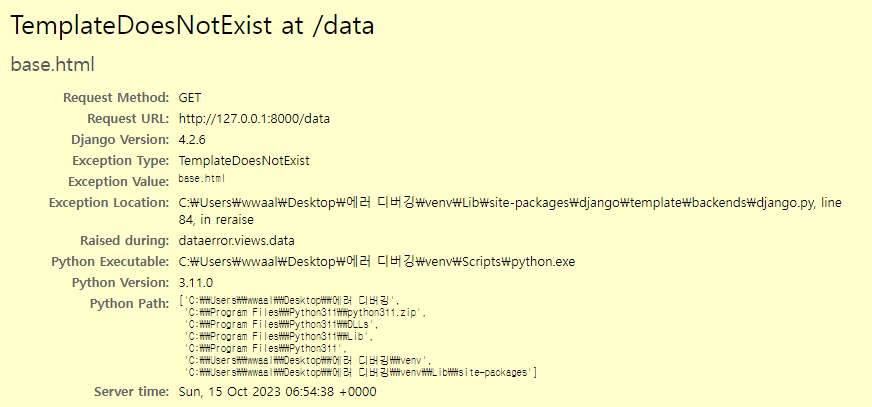 TemplateDoesNotExist at /data
base.html
Request Method: GET
Request URL: http://127.0.0.1:8000/data
Django Version: 4.2.6
Exception Type: TemplateDoesNotExist
Exception Value: base.html
Exception Location: C:₩Users₩wwaal₩Desktop₩에러 디버깅₩venv₩Lib₩site-packages₩django₩template₩backends₩django.py, line
84, in reraise
Raised during: dataerror.views.data
Python Executable: C:₩Users₩wwaal₩Desktop₩에러 디버깅₩venv₩Scripts₩python.exe
Python Version: 3.11.0
Python Path: ['C:₩₩Users₩₩wwaal₩₩Desktop₩₩에러 디버깅',
'C:₩₩Program Files₩₩Python311₩₩python311.zip',
'C:₩₩Program Files₩₩Python311₩₩DLLs',
'C:₩₩Program Files₩₩Python311₩₩Lib',
'C:₩₩Program Files₩₩Python311',
'C:₩₩Users₩₩wwaal₩₩Desktop₩₩에러 디버깅₩₩venv',
'C:₩₩Users₩₩wwaal₩₩Desktop₩₩에러 디버깅₩₩venv₩₩Lib₩₩site-packages']
Server time: Sun, 15 Oct 2023 06:54:38 +0000